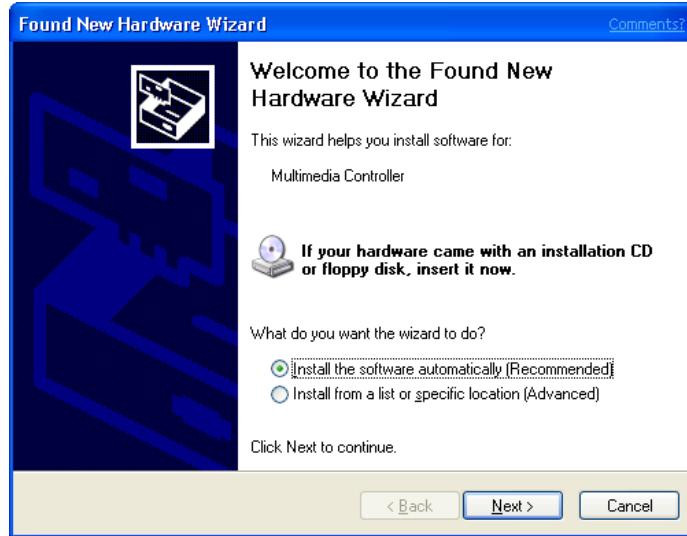 Found New Hardware Wizard
Comments?
Welcome to the Found New
Hardware Wizard
This wizard helps you install software for:
Multimedia Controller
If your hardware came with an installation CD
or floppy disk, insert it now.
What do you want the wizard to do?
Install the software automatically (Recommended)
Install from a list or specific location (Advanced)
Click Next to continue.
< Back
Next >
Cancel